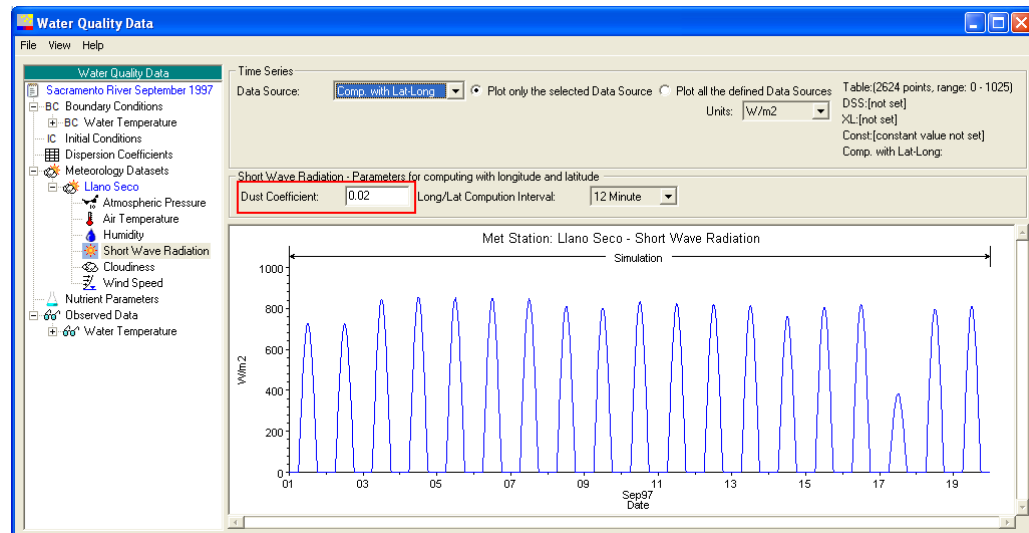 Water Quality Data
File View Help
Water Quality Data
Sacramento River September 1997
BC Boundary Conditions
BC Water Temperature
IC Initial Conditions
Dispersion Coefficients
Meteorology Datasets
Llano Seco
Atmospheric Pressure
Air Temperature
Humidity
Short Wave Radiation
Cloudiness
Wind Speed
Nutrient Parameters
Observed Data
Water Temperature
Time Series
Data Source: Comp. with Lat-Long Plot only the selected Data Source Plot all the defined Data Sources
Units: W/m2
Table:(2624 points, range: 0 - 1025)
DSS:[not set]
XL:[not set]
Const:[constant value not set]
Comp. with Lat-Long:
Short Wave Radiation - Parameters for computing with longitude and latitude
Dust Coefficient: 0.02 Long/Lat Compution Interval: 12 Minute
Met Station: Llano Seco - Short Wave Radiation
Simulation
1000
800
600
400
200
0
W/m2
01 03 05 07 09 11 13 15 17 19
Sep97
Date